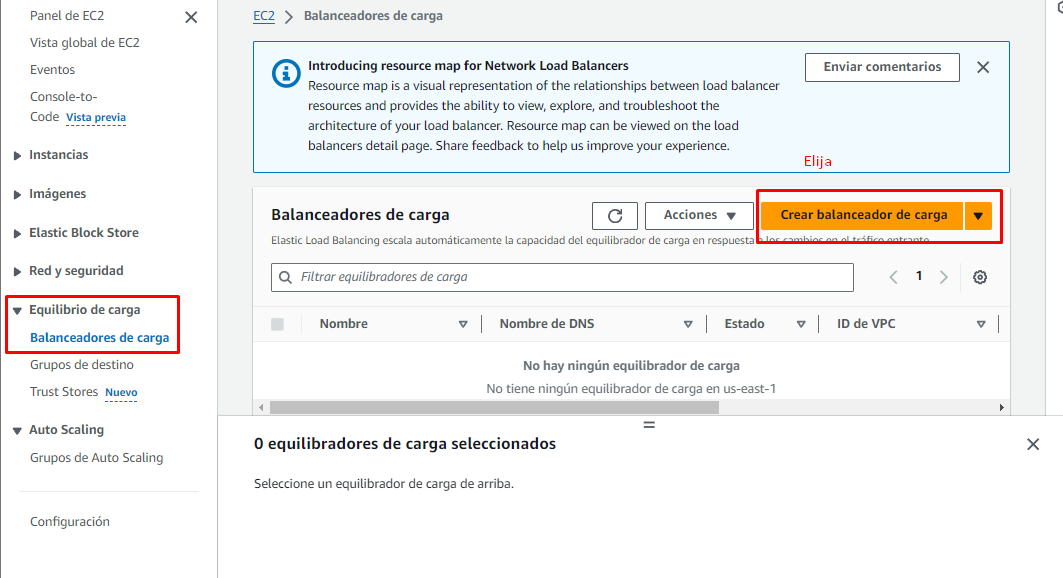 Panel de EC2
Vista global de EC2
Eventos
Console-to-
Code Vista previa
Instancias
Imágenes
Elastic Block Store
Red y seguridad
Equilibrio de carga
Balanceadores de carga
Grupos de destino
Trust Stores Nuevo
Auto Scaling
Grupos de Auto Scaling
Configuración
EC2 Balanceadores de carga
Introducing resource map for Network Load Balancers
Resource map is a visual representation of the relationships between load balancer
resources and provides the ability to view, explore, and troubleshoot the
architecture of your load balancer. Resource map can be viewed on the load
balancers detail page. Share feedback to help us improve your experience.
Enviar comentarios
Elija
Balanceadores de carga
Acciones
Crear balanceador de carga
Elastic Load Balancing escala automáticamente la capacidad del equilibrador de carga en respuesta a los cambios en el tráfico entrante.
Filtrar equilibradores de carga
1
Nombre Nombre de DNS Estado ID de VPC
No hay ningún equilibrador de carga
No tiene ningún equilibrador de carga en us-east-1
0 equilibradores de carga seleccionados
Seleccione un equilibrador de carga de arriba.